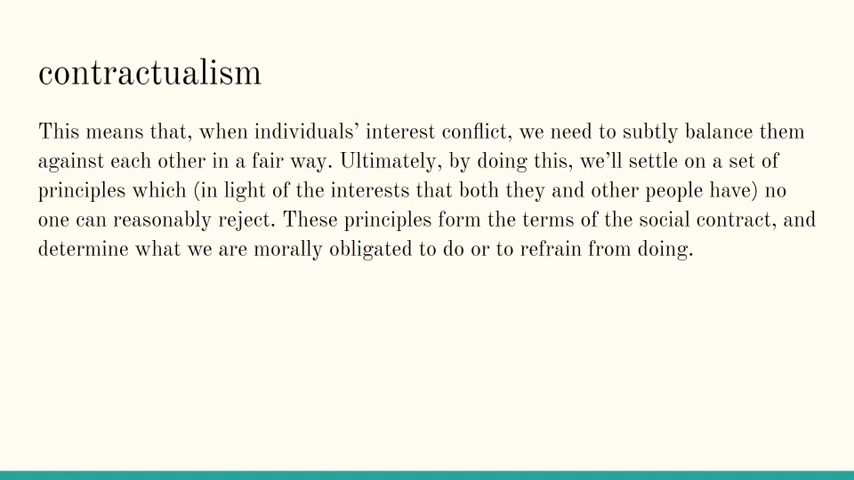 contractualism
This means that, when individuals’ interest conflict, we need to subtly balance them
against each other in a fair way. Ultimately, by doing this, we’ll settle on a set of
principles which (in light of the interests that both they and other people have) no
one can reasonably reject. These principles form the terms of the social contract, and
determine what we are morally obligated to do or to refrain from doing.